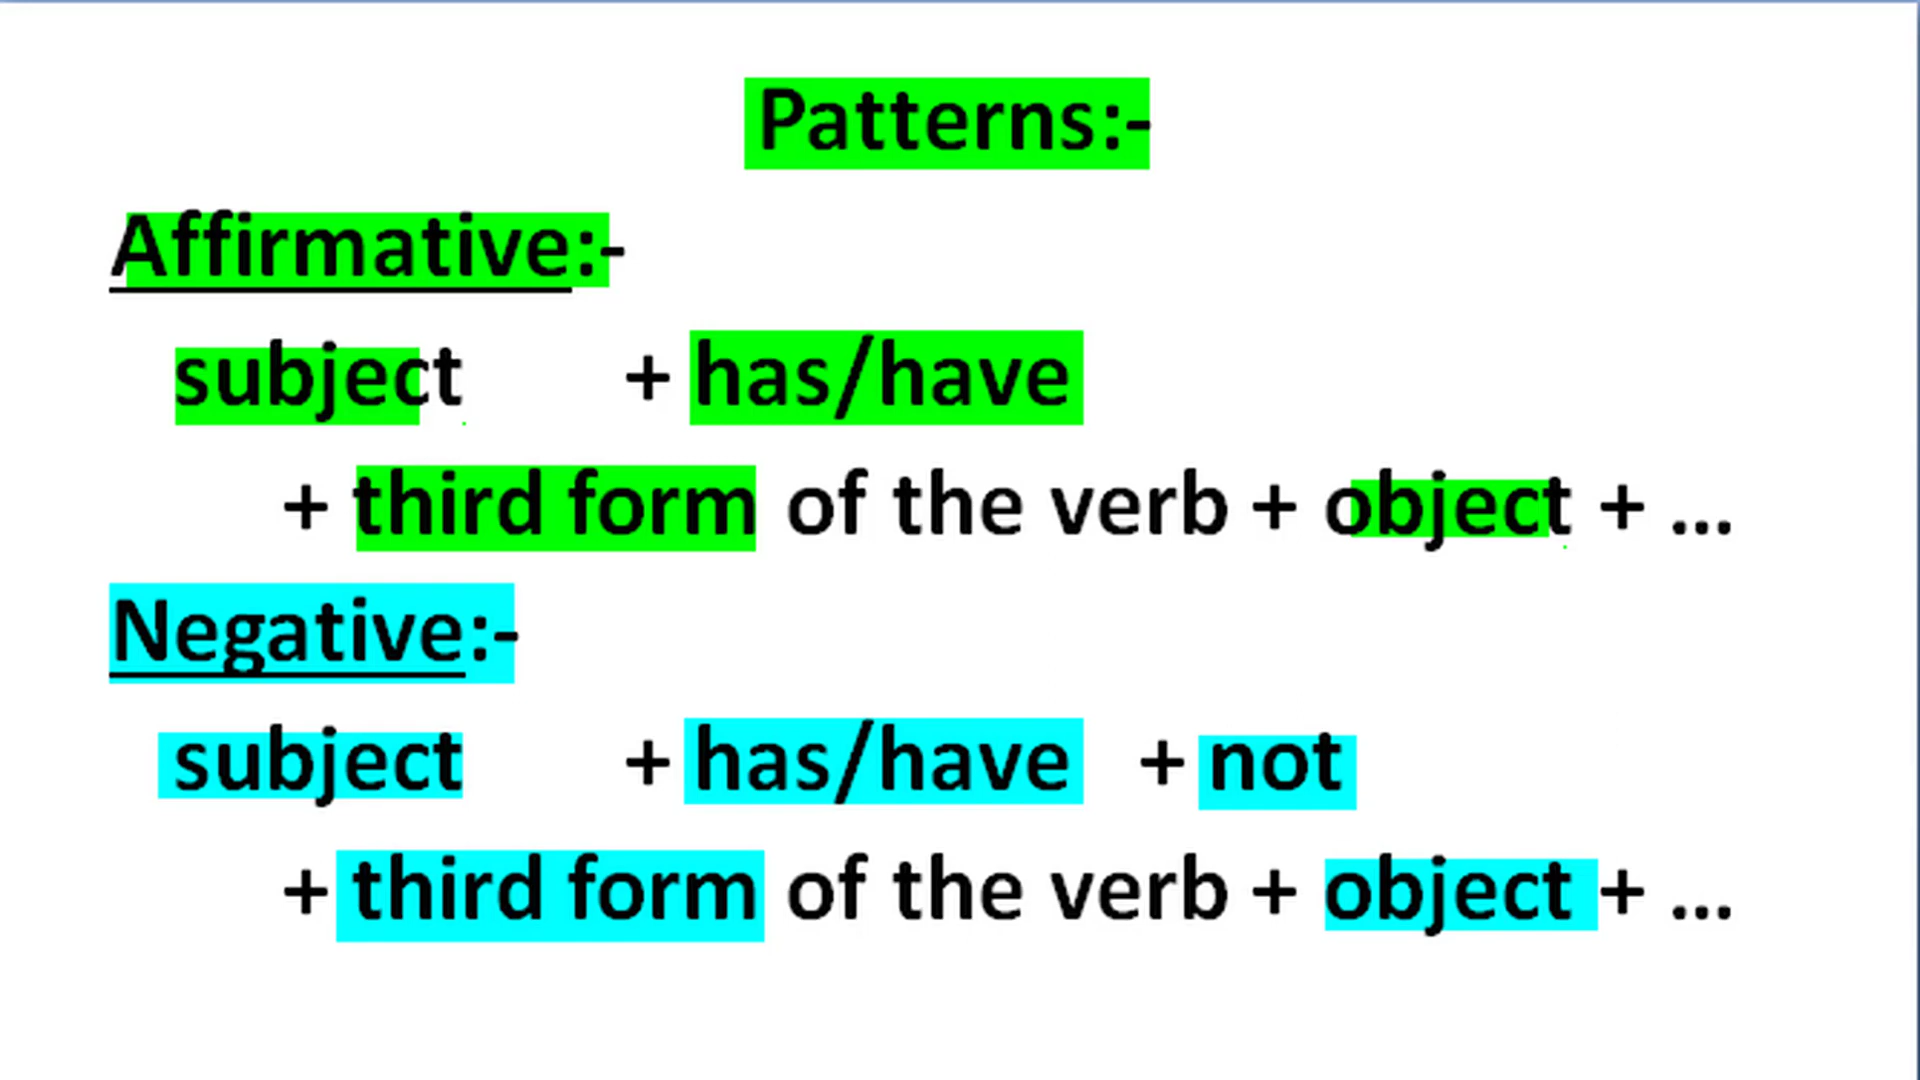 Patterns:-
Affirmative:-
subject + has/have
+ third form of the verb + object + ...
Negative:-
subject + has/have + not
+ third form of the verb + object + ...